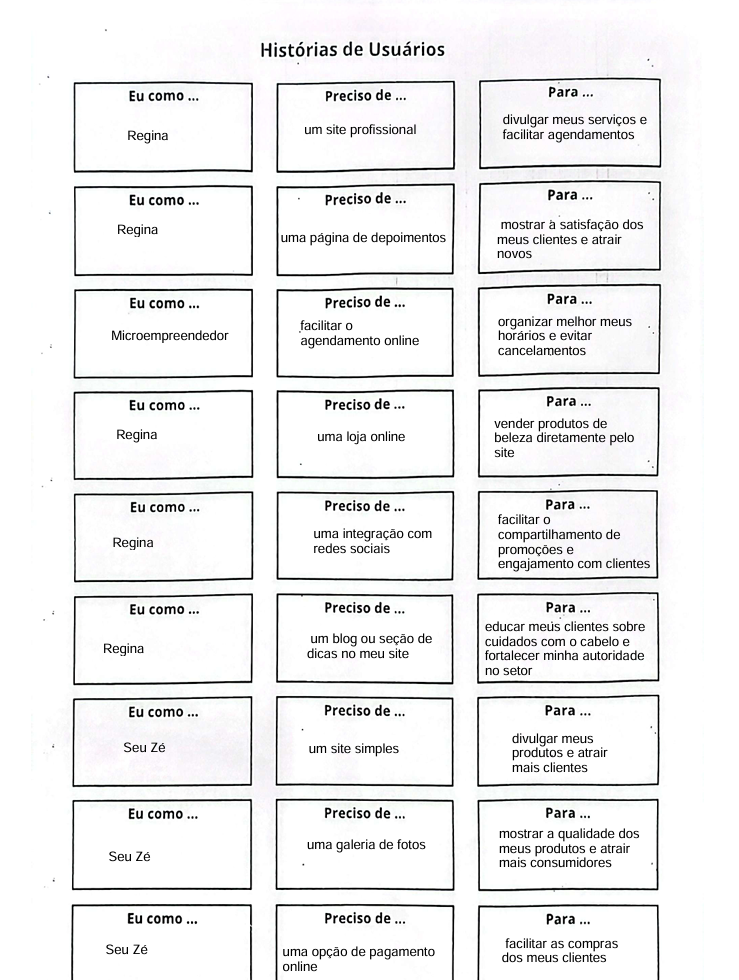 Histórias de Usuários
Eu como ...
Regina
Preciso de ...
um site profissional
Para ...
divulgar meus serviços e
facilitar agendamentos
Eu como ...
Regina
Preciso de ...
uma página de depoimentos
Para ...
mostrar a satisfação dos
meus clientes e atrair
novos
Eu como ...
Microempreendedor
Preciso de ...
facilitar o
agendamento online
Para ...
organizar melhor meus
horários e evitar
cancelamentos
Eu como ...
Regina
Preciso de ...
uma loja online
Para ...
vender produtos de
beleza diretamente pelo
site
Eu como ...
Regina
Preciso de ...
uma integração com
redes sociais
Para ...
facilitar o
compartilhamento de
promoções e
engajamento com clientes
Eu como ...
Regina
Preciso de ...
um blog ou seção de
dicas no meu site
Para ...
educar meus clientes sobre
cuidados com o cabelo e
fortalecer minha autoridade
no setor
Eu como ...
Seu Zé
Preciso de ...
um site simples
Para ...
divulgar meus
produtos e atrair
mais clientes
Eu como ...
Seu Zé
Preciso de ...
uma galeria de fotos
Para ...
mostrar a qualidade dos
meus produtos e atrair
mais consumidores
Eu como ...
Seu Zé
Preciso de ...
uma opção de pagamento
online
Para ...
facilitar as compras
dos meus clientes